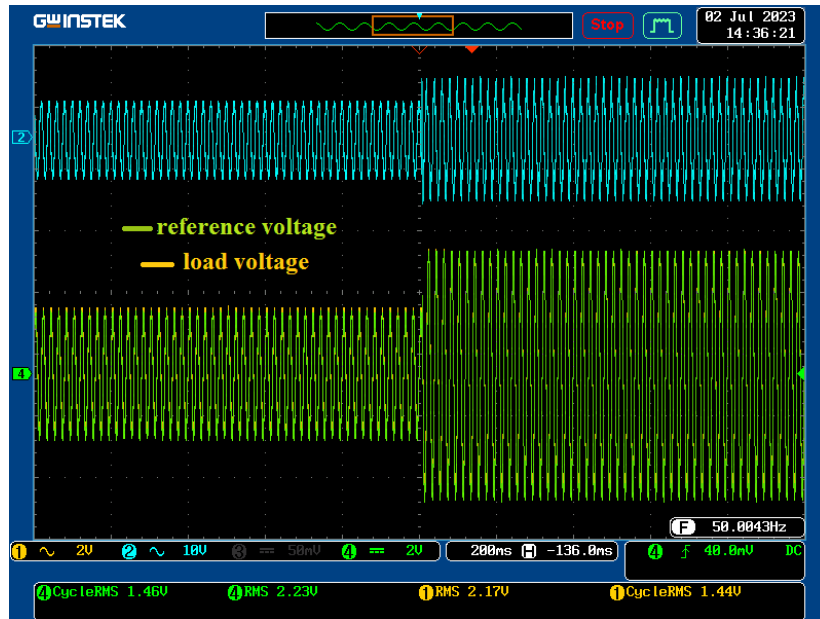 GWINSTEK
Stop
02 Jul 2023
14:36:21
2
reference voltage
load voltage
4
F 50.0043Hz
1 2V 2 10V 3 50mV 4 2V 200ms H -136.0ms 4 40.0mV DC
4 CycleRMS 1.46V 4 RMS 2.23V 1 RMS 2.17V 1 CycleRMS 1.44V